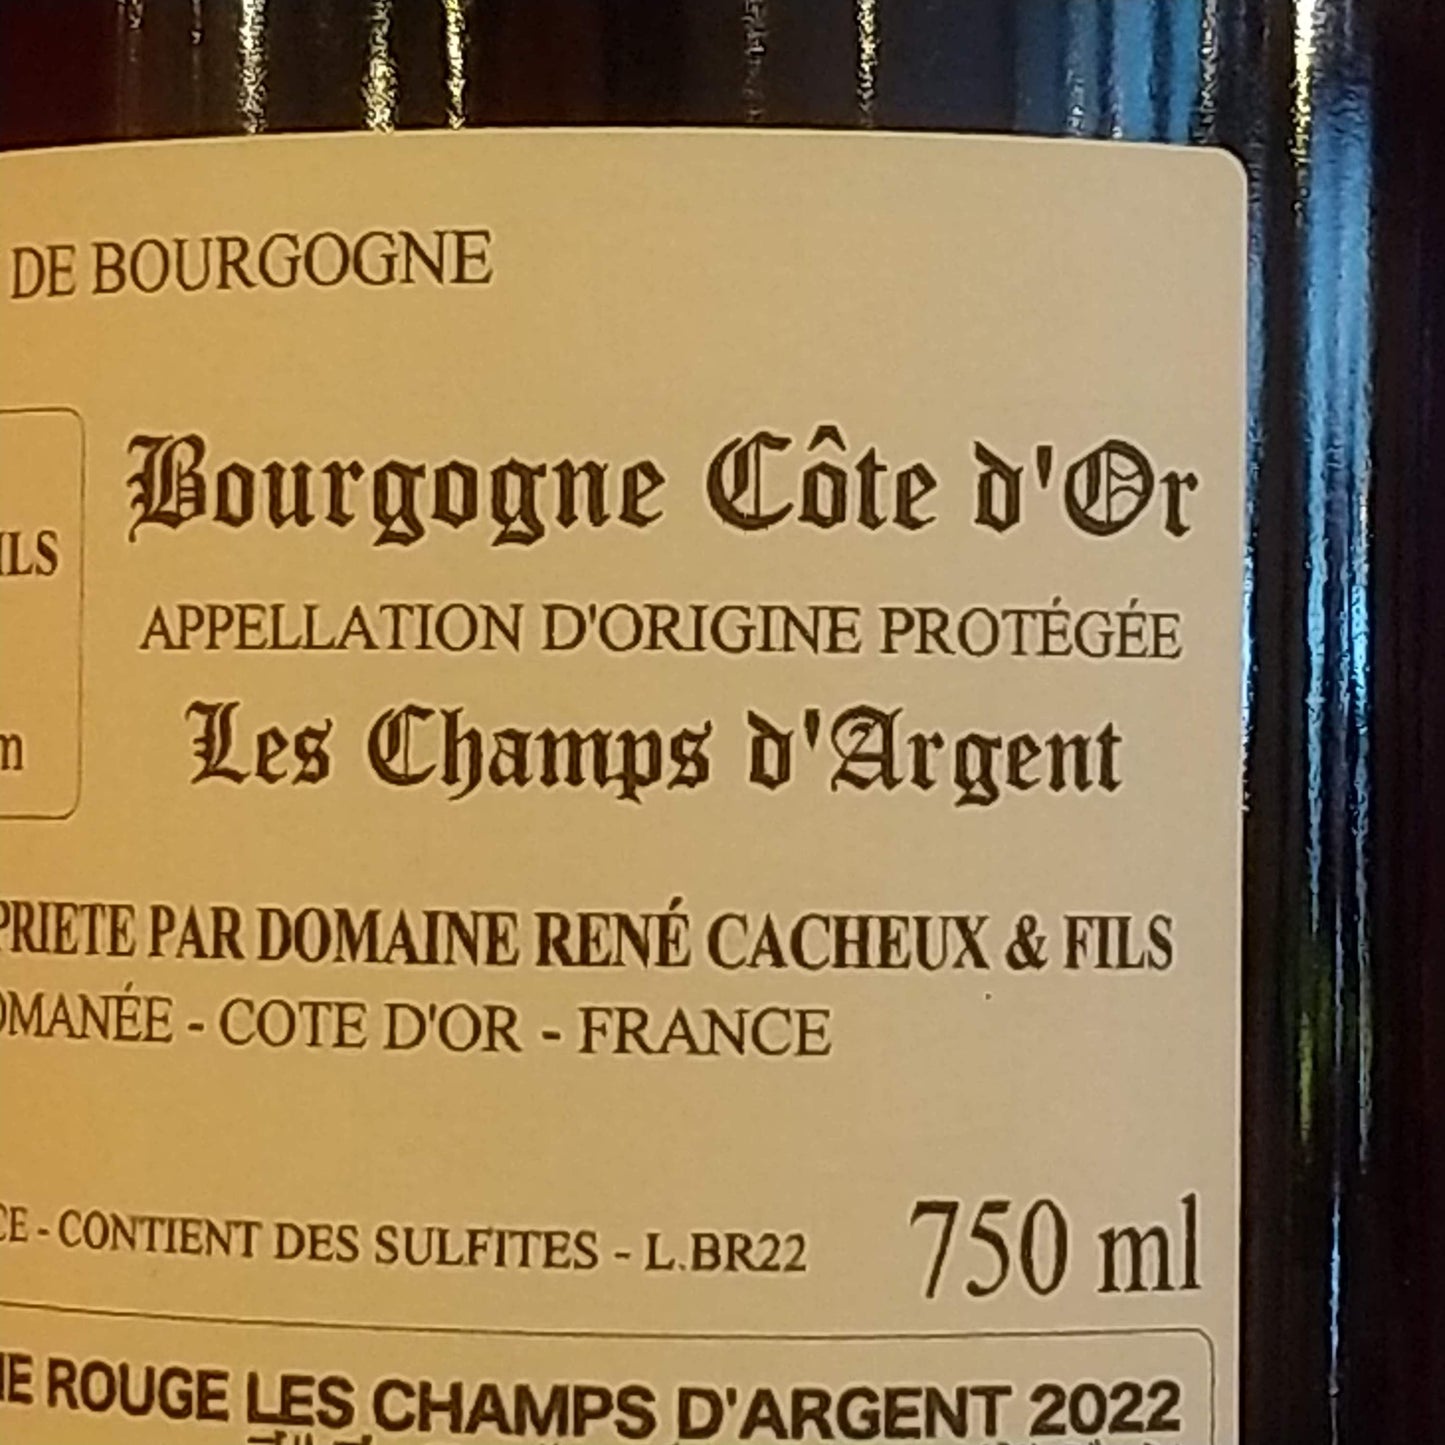 DE BOURGOGNE
Bourgogne Côte d'Or
ILS
APPELLATION D'ORIGINE PROTÉGÉE
Les Champs d'Argent
m
PRIETE PAR DOMAINE RENÉ CACHEUX & FILS
OMANÉE - COTE D'OR - FRANCE
CE - CONTIENT DES SULFITES - L.BR22
750 ml
NE ROUGE LES CHAMPS D'ARGENT 2022